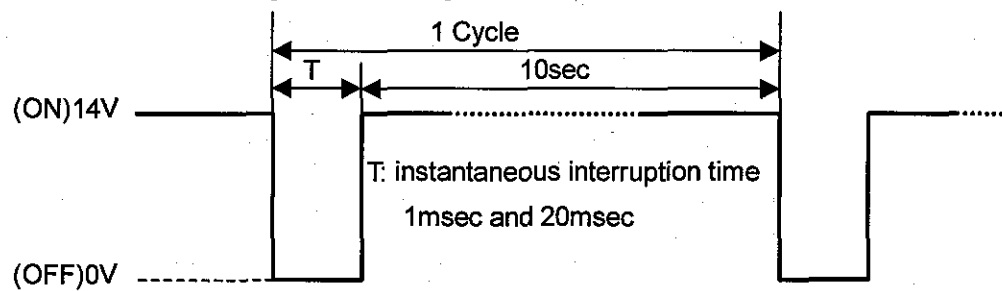 1 Cycle
T
10sec
(ON)14V
T: instantaneous interruption time
1msec and 20msec
(OFF)0V